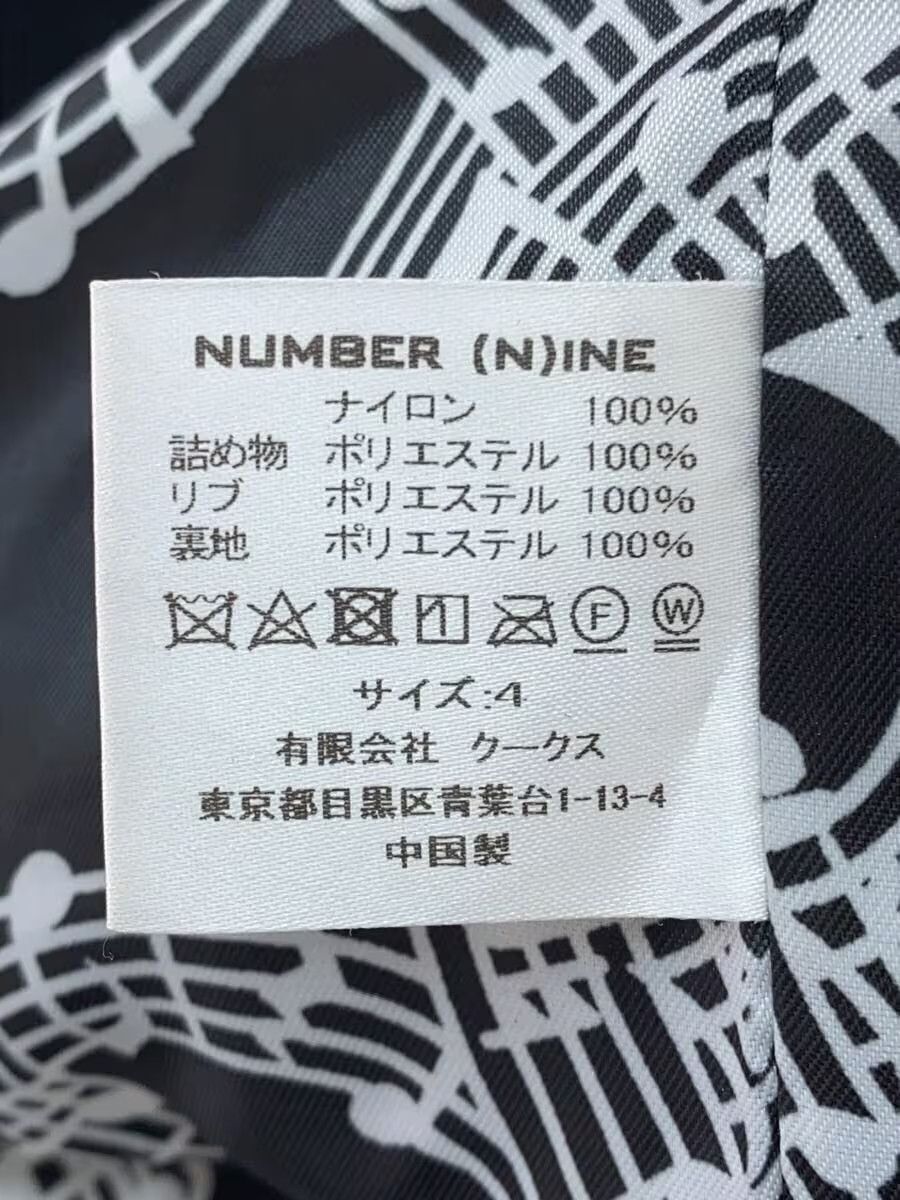 NUMBER (N)INE
ナイロン 100%
詰め物 ポリエステル 100%
リブ ポリエステル 100%
裏地 ポリエステル 100%
1 F W
サイズ:4
有限会社 クークス
東京都目黒区青葉台1-13-4
中国製